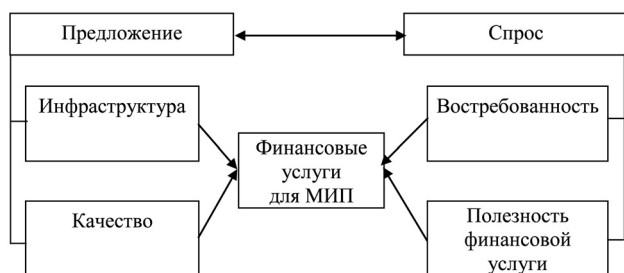 Предложение
Спрос
Инфраструктура
Востребованность
Финансовые
услуги
для МИП
Качество
Полезность
финансовой
услуги